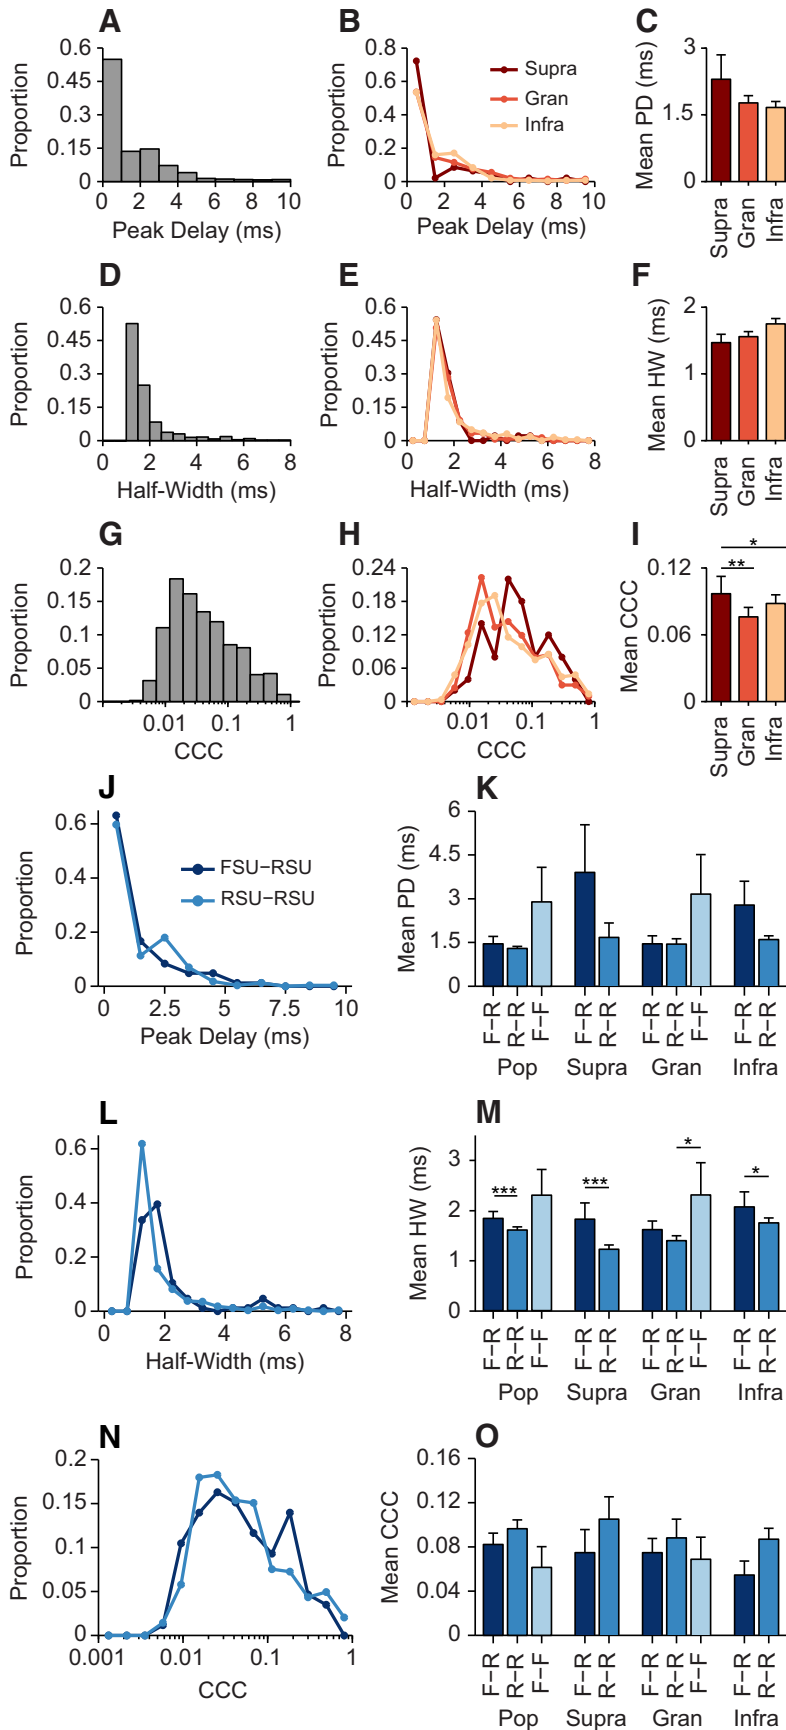 A
Proportion
0.6
0.45
0.3
0.15
0
0 2 4 6 8 10
Peak Delay (ms)
B
Proportion
0.8
0.6
0.4
0.2
0
0 2 4 6 8 10
Peak Delay (ms)
Supra
Gran
Infra
C
Mean PD (ms)
3
1.5
0
Supra
Gran
Infra
D
Proportion
0.6
0.45
0.3
0.15
0
0 2 4 6 8
Half-Width (ms)
E
Proportion
0.6
0.45
0.3
0.15
0
0 2 4 6 8
Half-Width (ms)
F
Mean HW (ms)
2
1
0
Supra
Gran
Infra
G
Proportion
0.2
0.15
0.1
0.05
0
0.01 0.1 1
CCC
H
Proportion
0.24
0.18
0.12
0.06
0
0.01 0.1 1
CCC
I
Mean CCC
0.12
0.06
0
*
**
Supra
Gran
Infra
J
Proportion
0.6
0.4
0.2
0
0 2.5 5 7.5 10
Peak Delay (ms)
FSU–RSU
RSU–RSU
K
Mean PD (ms)
6
4.5
3
1.5
0
F–R R–R F–F F–R R–R F–R R–R F–F F–R R–R
Pop Supra Gran Infra
L
Proportion
0.6
0.4
0.2
0
0 2 4 6 8
Half-Width (ms)
M
Mean HW (ms)
3
2
1
0
*** *** * *
F–R R–R F–F F–R R–R F–R R–R F–F F–R R–R
Pop Supra Gran Infra
N
Proportion
0.2
0.15
0.1
0.05
0
0.001 0.01 0.1 1
CCC
O
Mean CCC
0.16
0.12
0.08
0.04
0
F–R R–R F–F F–R R–R F–R R–R F–F F–R R–R
Pop Supra Gran Infra